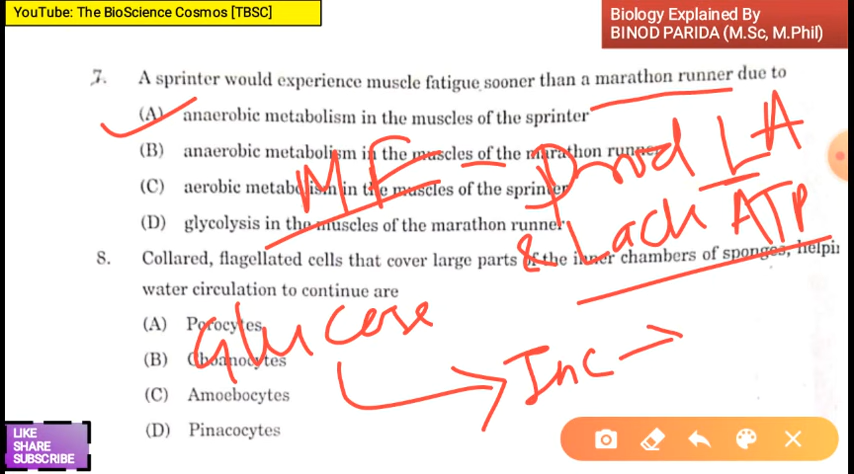 YouTube: The BioScience Cosmos [TBSC]
Biology Explained By
BINOD PARIDA (M.Sc, M.Phil)
7. A sprinter would experience muscle fatigue sooner than a marathon runner due to
(A) anaerobic metabolism in the muscles of the sprinter
(B) anaerobic metabolism in the muscles of the marathon runner
(C) aerobic metabolism in the muscles of the sprinter
(D) glycolysis in the muscles of the marathon runner
MF - Prod LA
& Lack ATP
8. Collared, flagellated cells that cover large parts of the inner chambers of sponges, helpi
water circulation to continue are
(A) Porocytes
(B) Choanocytes
(C) Amoebocytes
(D) Pinacocytes
Glucose
Inc
LIKE
SHARE
SUBSCRIBE